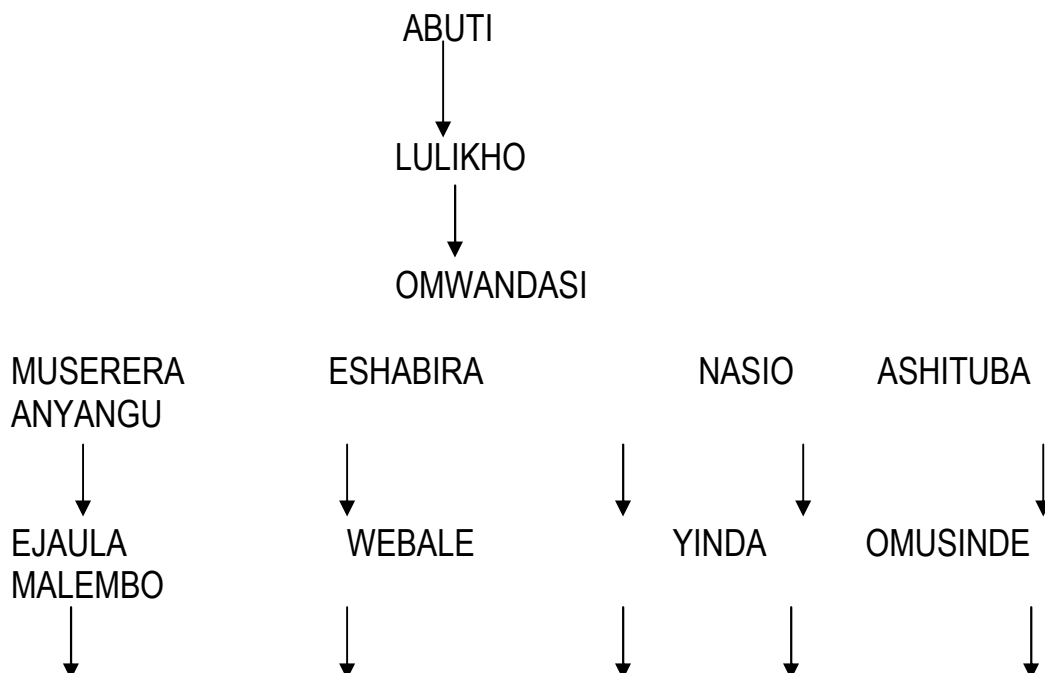 ABUTI
LULIKHO
OMWANDASI
MUSERERA ESHABIRA NASIO ASHITUBA
ANYANGU
EJAULA WEBALE YINDA OMUSINDE
MALEMBO